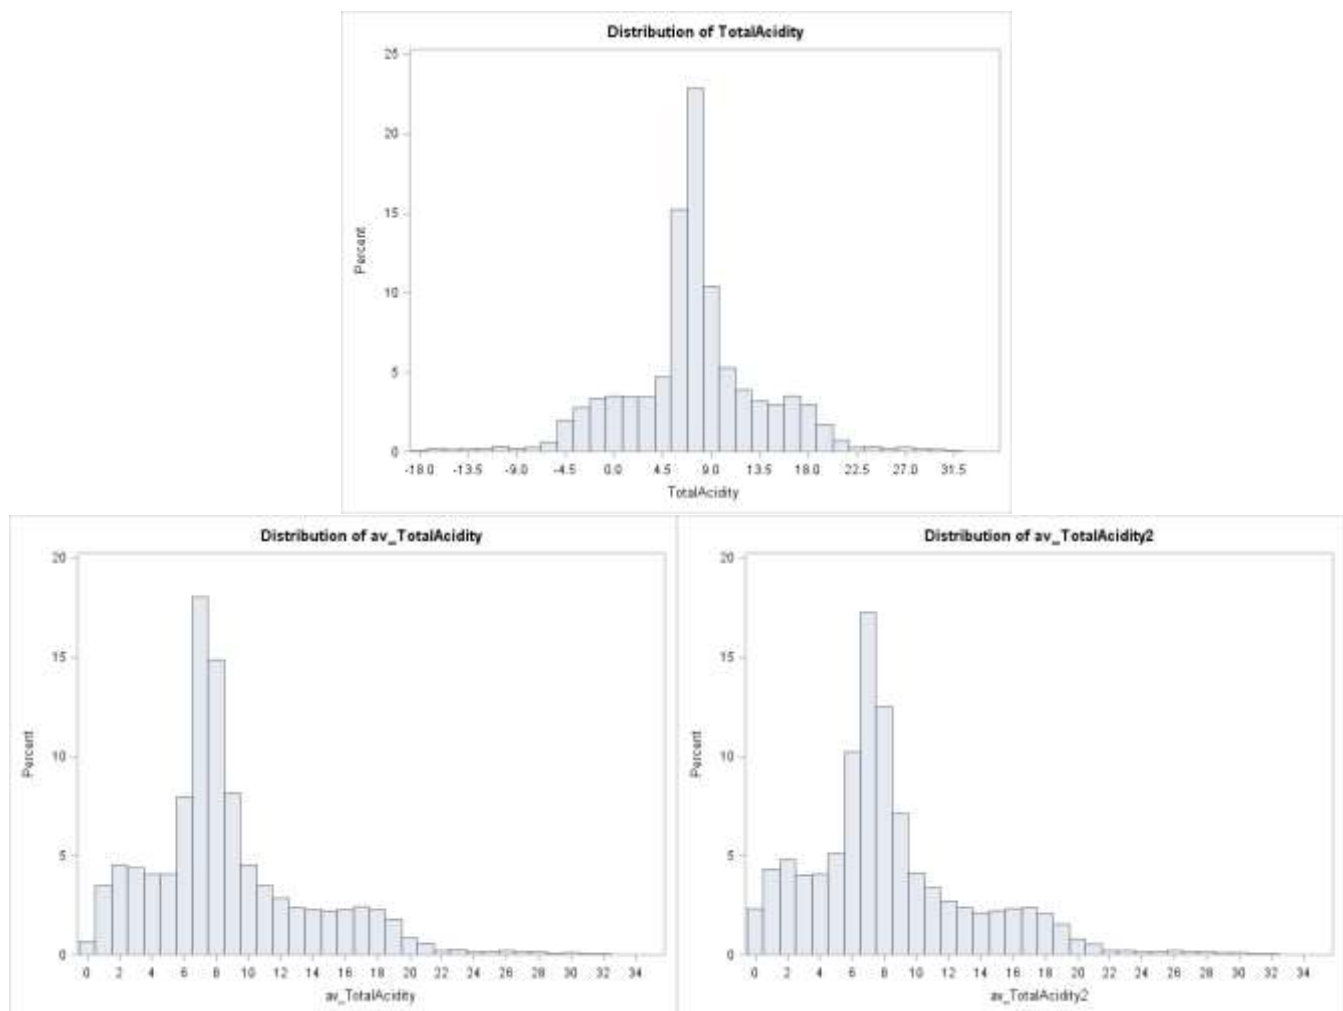 Distribution of TotalAcidity
25
20
15
10
5
0
Percent
-18.0 -13.5 -9.0 -4.5 0.0 4.5 9.0 13.5 18.0 22.5 27.0 31.5
TotalAcidity
Distribution of av_TotalAcidity
20
15
10
5
0
Percent
0 2 4 6 8 10 12 14 16 18 20 22 24 26 28 30 32 34
av_TotalAcidity
Distribution of av_TotalAcidity2
20
15
10
5
0
Percent
0 2 4 6 8 10 12 14 16 18 20 22 24 26 28 30 32 34
av_TotalAcidity2